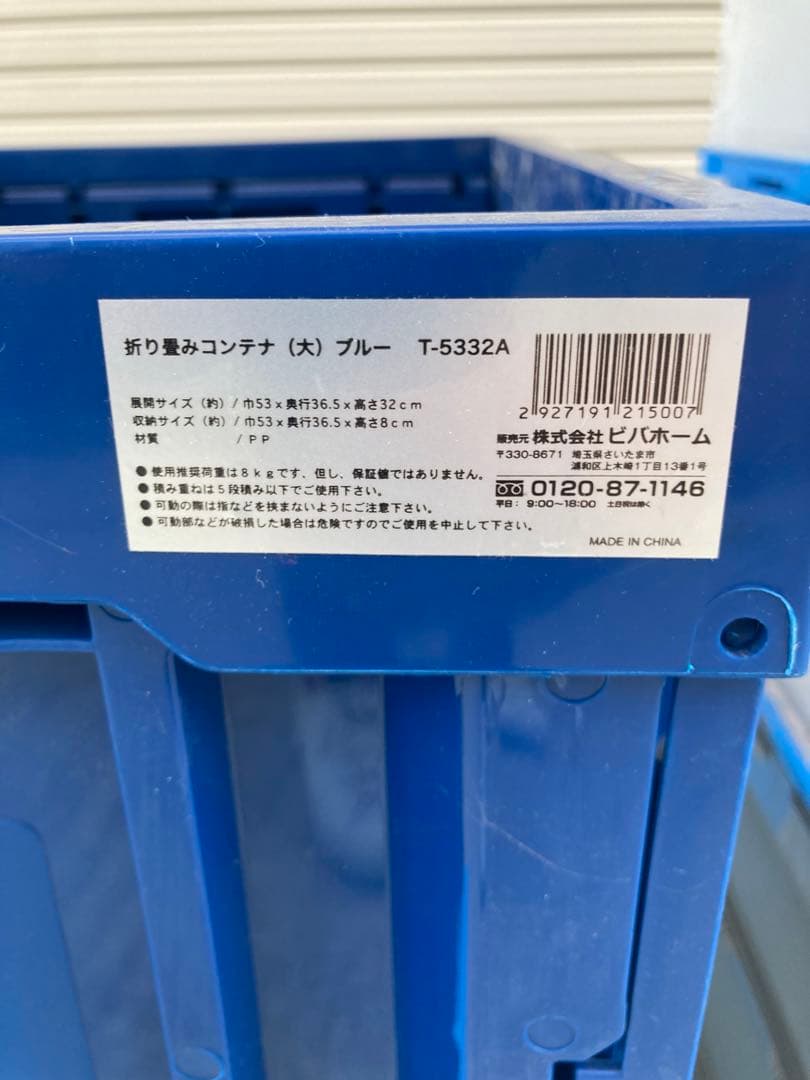 折り畳みコンテナ（大）ブルー　T-5332A
展開サイズ（約）/ 巾53x奥行36.5x高さ32cm
収納サイズ（約）/ 巾53x奥行36.5x高さ8cm
材質　　　　　/ PP
● 使用推奨荷重は8kgです、但し、保証値ではありません。
● 積み重ねは5段積み以下でご使用下さい。
● 可動の際は指などを挟まないようにご注意下さい。
● 可動部などが破損した場合は危険ですのでご使用を中止して下さい。
2 927191 215007
販売元 株式会社 ビバホーム
〒330-8671　埼玉県さいたま市
浦和区上木崎1丁目13番1号
0120-87-1146
平日： 9:00〜18:00　土日祝は除く
MADE IN CHINA